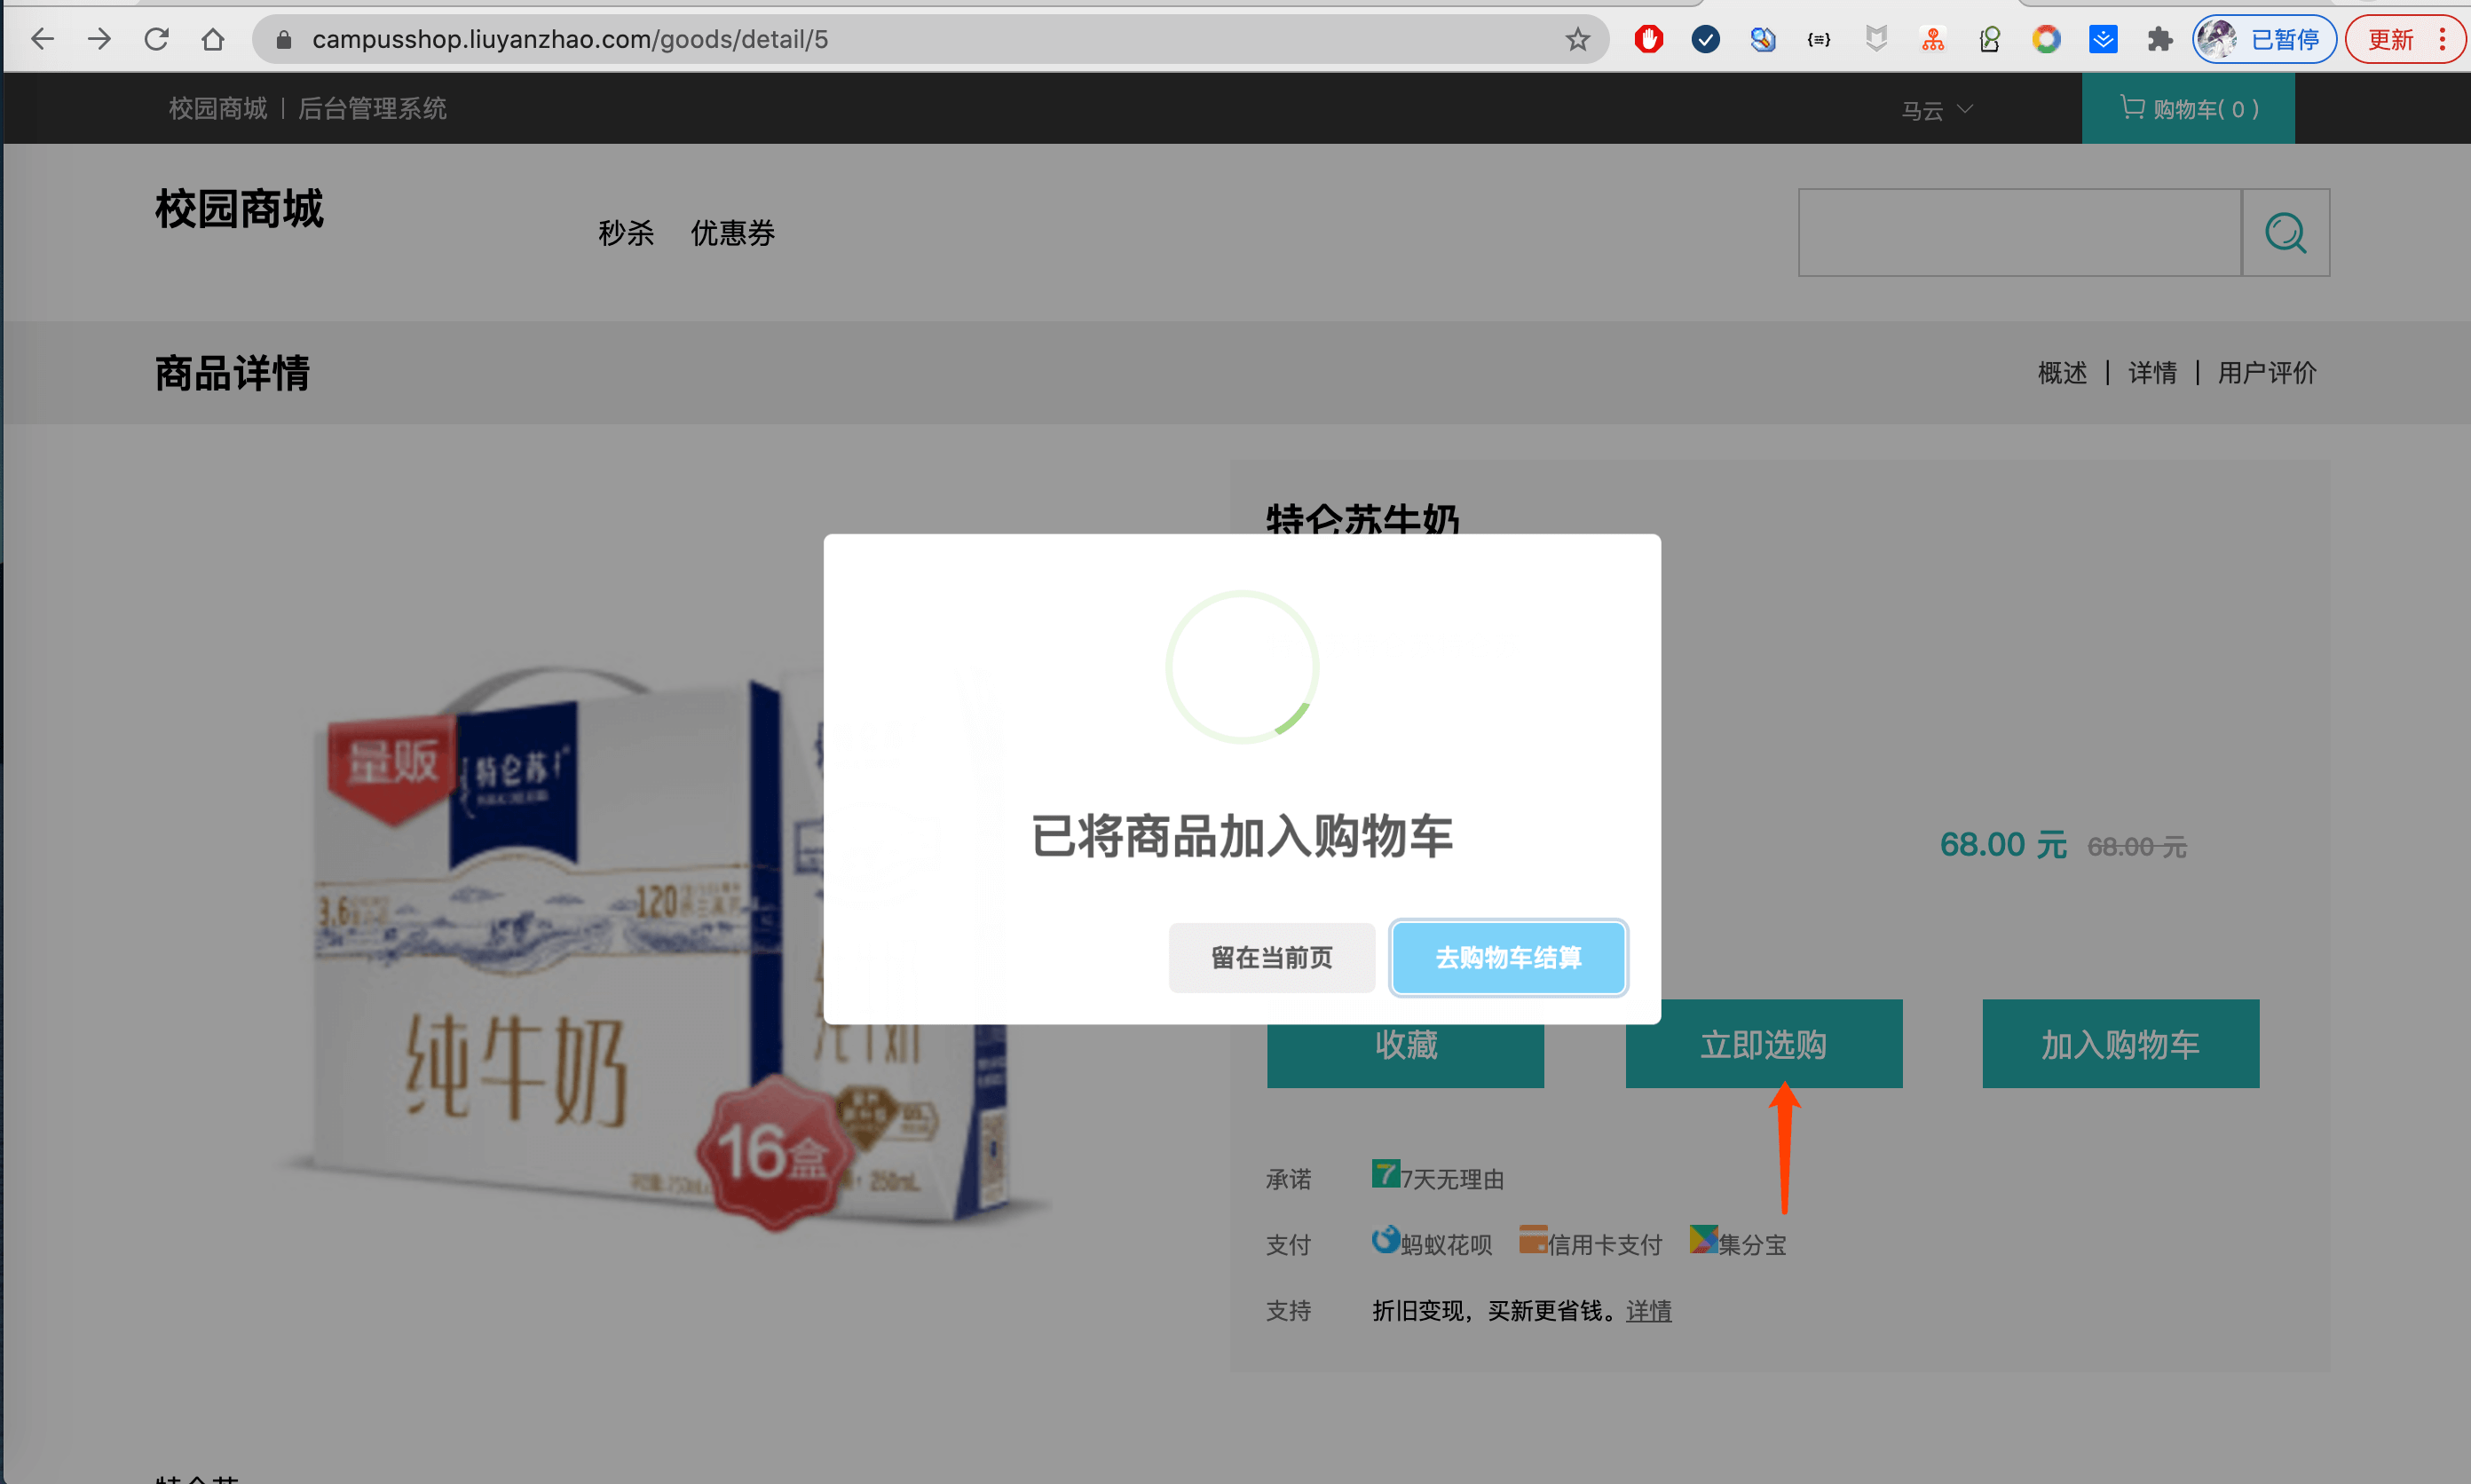 campusshop.liuyanzhao.com/goods/detail/5
已暂停
更新
校园商城 | 后台管理系统
马云
购物车( 0 )
校园商城
秒杀 优惠券
商品详情
概述 | 详情 | 用户评价
特仑苏牛奶
已将商品加入购物车
留在当前页
去购物车结算
68.00 元 68.00 元
收藏
立即选购
加入购物车
承诺 7 7天无理由
支付 蚂蚁花呗 信用卡支付 集分宝
支持 折旧变现，买新更省钱。详情
量贩
特仑苏
3.6
120
纯牛奶
16盒
250mL